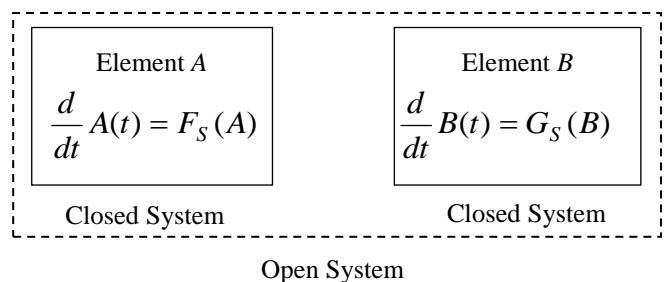 Element A
Element B
d/dt A(t) = F_S(A)
d/dt B(t) = G_S(B)
Closed System
Closed System
Open System